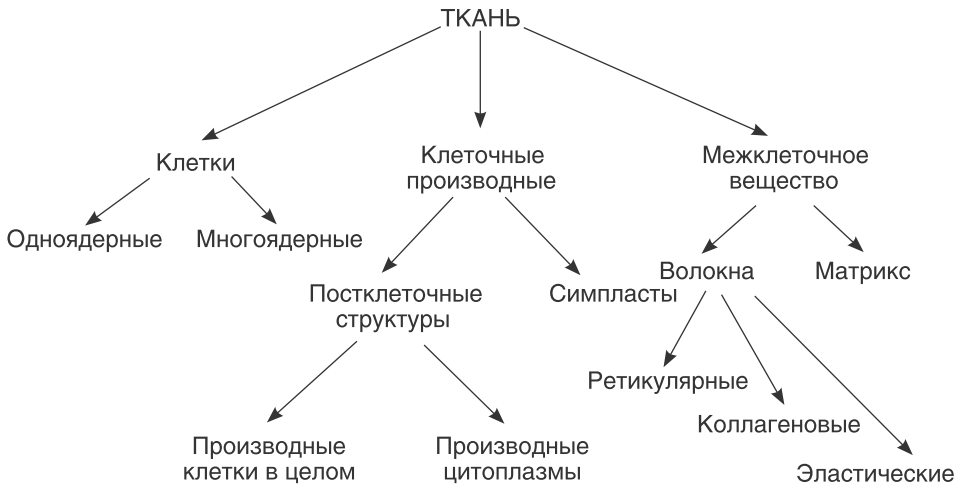 ТКАНЬ
Клетки
Клеточные
производные
Межклеточное
вещество
Одноядерные
Многоядерные
Постклеточные
структуры
Симпласты
Волокна
Матрикс
Производные
клетки в целом
Производные
цитоплазмы
Ретикулярные
Коллагеновые
Эластические